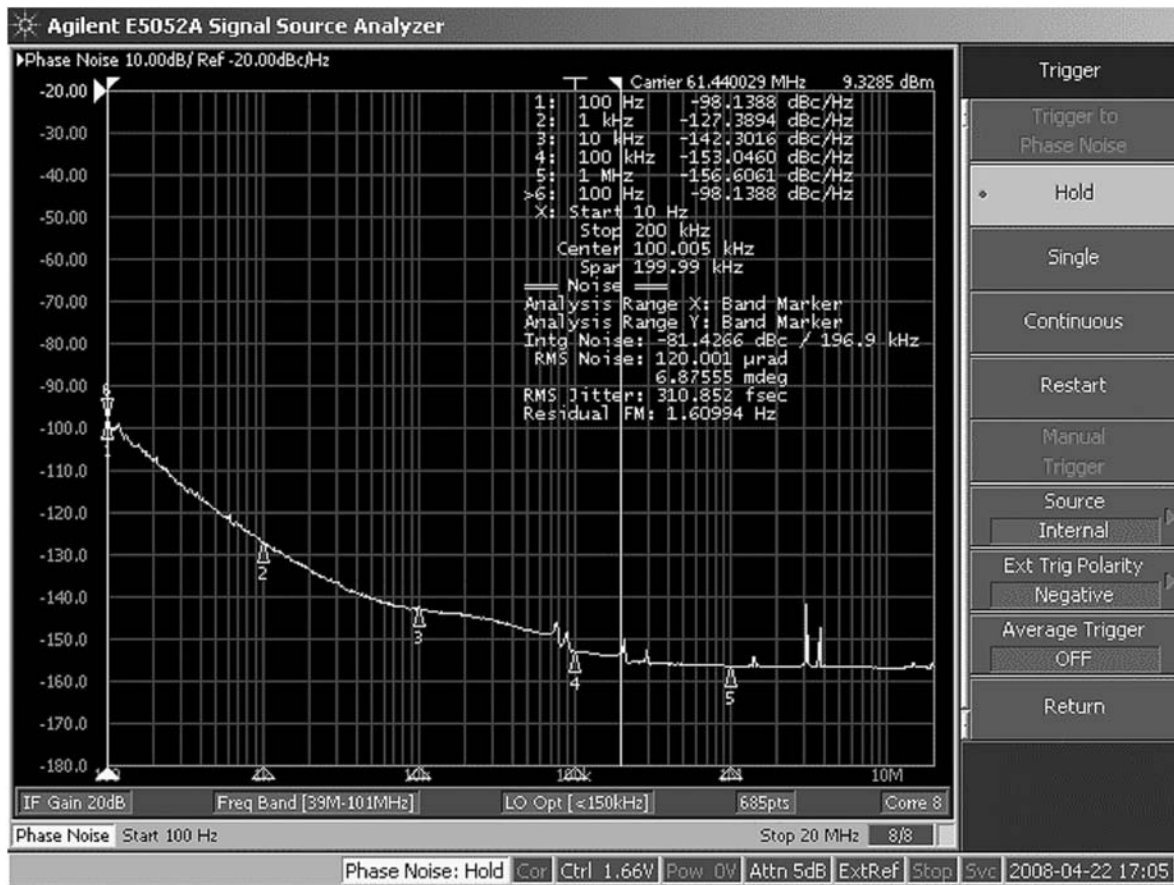 Agilent E5052A Signal Source Analyzer
Phase Noise 10.00dB/ Ref -20.00dBc/Hz
Carrier 61.440029 MHz 9.3285 dBm
1: 100 Hz -98.1388 dBc/Hz
2: 1 kHz -127.3894 dBc/Hz
3: 10 kHz -142.3016 dBc/Hz
4: 100 kHz -153.0460 dBc/Hz
5: 1 MHz -156.6061 dBc/Hz
>6: 100 Hz -98.1388 dBc/Hz
X: Start 10 Hz
Stop 200 kHz
Center 100.005 kHz
Span 199.99 kHz
Noise
Analysis Range X: Band Marker
Analysis Range Y: Band Marker
Intg Noise: -81.4266 dBc / 196.9 kHz
RMS Noise: 120.001 µrad
6.87555 mdeg
RMS Jitter: 310.852 fsec
Residual FM: 1.60994 Hz
-20.00
-30.00
-40.00
-50.00
-60.00
-70.00
-80.00
-90.00
-100.0
-110.0
-120.0
-130.0
-140.0
-150.0
-160.0
-170.0
-180.0
1
2
3
4
5
10k
100k
10M
IF Gain 20dB
Freq Band [39M-101MHz]
LO Opt [<150kHz]
685pts
Corre 8
Phase Noise Start 100 Hz
Stop 20 MHz 8/8
Phase Noise: Hold Cor Ctrl 1.66V Pow 0V Attn 5dB ExtRef Stop Svc 2008-04-22 17:05
Trigger
Trigger to
Phase Noise
Hold
Single
Continuous
Restart
Manual
Trigger
Source
Internal
Ext Trig Polarity
Negative
Average Trigger
OFF
Return